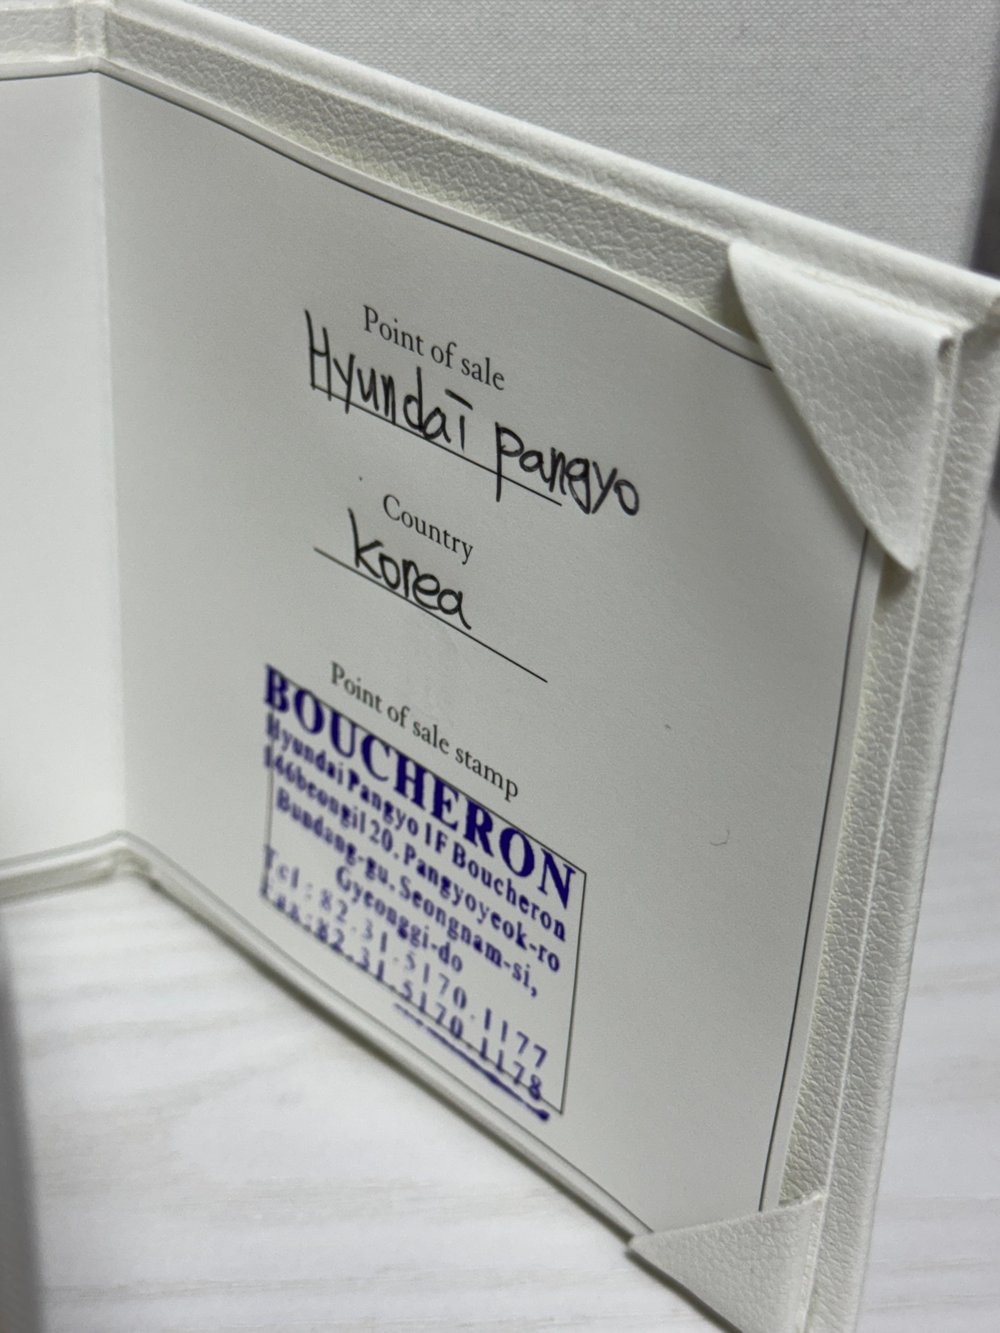 Point of sale
Hyundai pangyo
Country
korea
Point of sale stamp
BOUCHERON
Hyundai Pangyo 1F Boucheron
146beongil 20, Pangyoyeok-ro
Bundang-gu, Seongnam-si,
Gyeonggi-do
Tel : 82.31.5170.1177
Fax : 82.31.5170.1178